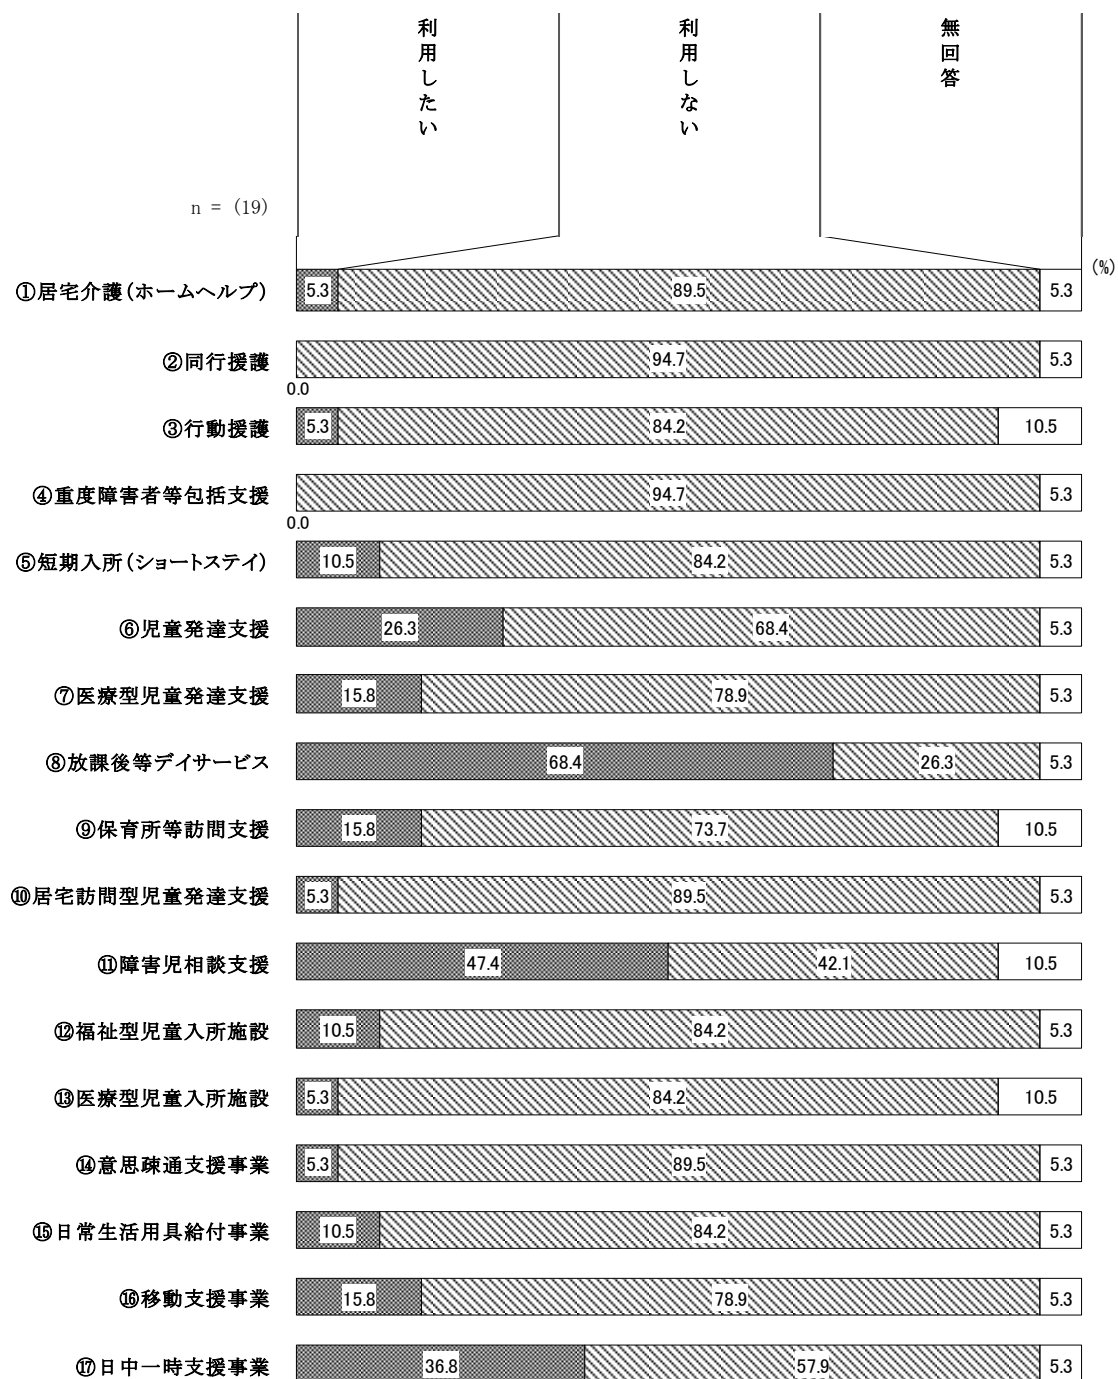 利用したい
利用しない
無回答
n = (19)
(%)
①居宅介護(ホームヘルプ) 5.3 89.5 5.3
②同行援護 94.7 5.3
0.0
③行動援護 5.3 84.2 10.5
④重度障害者等包括支援 94.7 5.3
0.0
⑤短期入所(ショートステイ) 10.5 84.2 5.3
⑥児童発達支援 26.3 68.4 5.3
⑦医療型児童発達支援 15.8 78.9 5.3
⑧放課後等デイサービス 68.4 26.3 5.3
⑨保育所等訪問支援 15.8 73.7 10.5
⑩居宅訪問型児童発達支援 5.3 89.5 5.3
⑪障害児相談支援 47.4 42.1 10.5
⑫福祉型児童入所施設 10.5 84.2 5.3
⑬医療型児童入所施設 5.3 84.2 10.5
⑭意思疎通支援事業 5.3 89.5 5.3
⑮日常生活用具給付事業 10.5 84.2 5.3
⑯移動支援事業 15.8 78.9 5.3
⑰日中一時支援事業 36.8 57.9 5.3